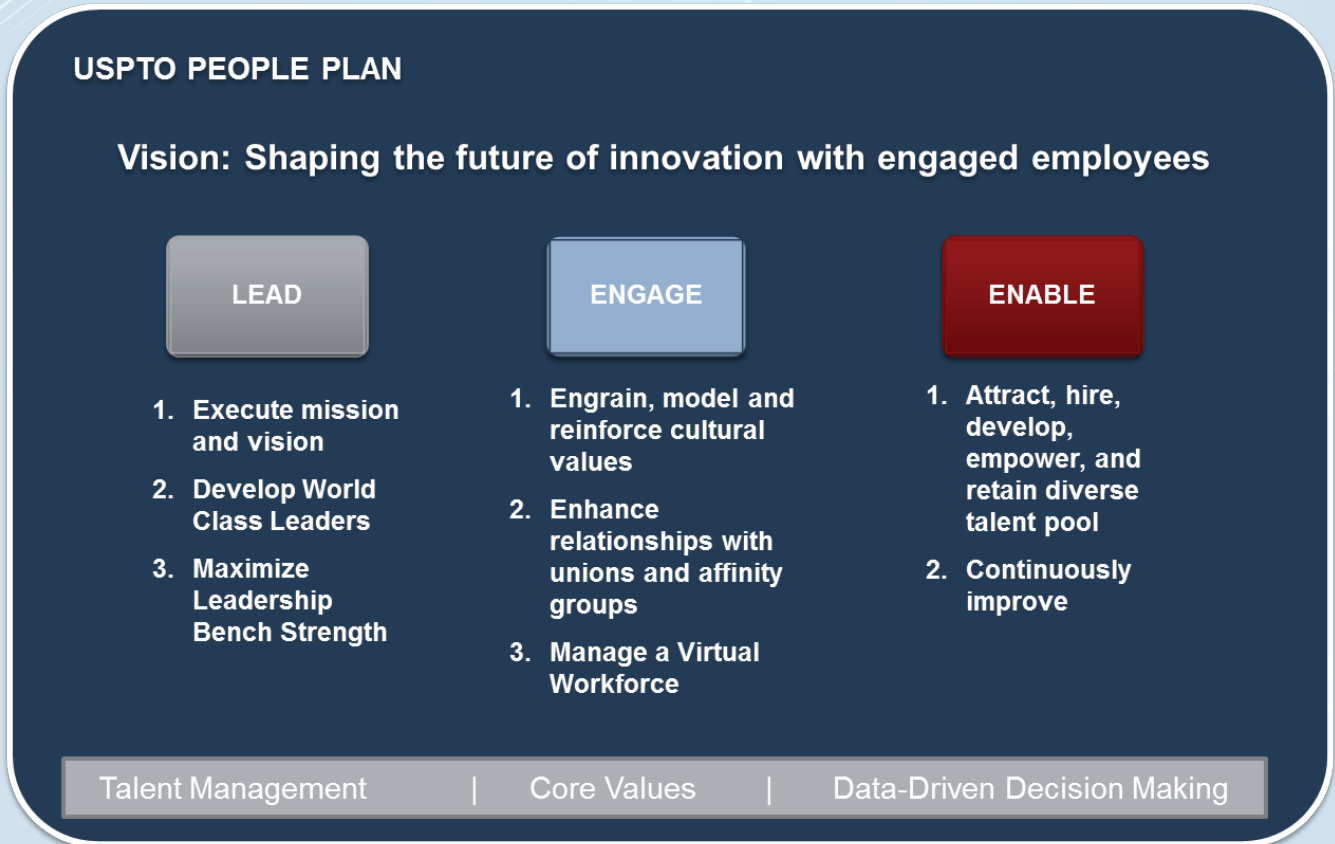 USPTO PEOPLE PLAN
Vision: Shaping the future of innovation with engaged employees
LEAD
1. Execute mission
and vision
2. Develop World
Class Leaders
3. Maximize
Leadership
Bench Strength
ENGAGE
1. Engrain, model and
reinforce cultural
values
2. Enhance
relationships with
unions and affinity
groups
3. Manage a Virtual
Workforce
ENABLE
1. Attract, hire,
develop,
empower, and
retain diverse
talent pool
2. Continuously
improve
Talent Management | Core Values | Data-Driven Decision Making